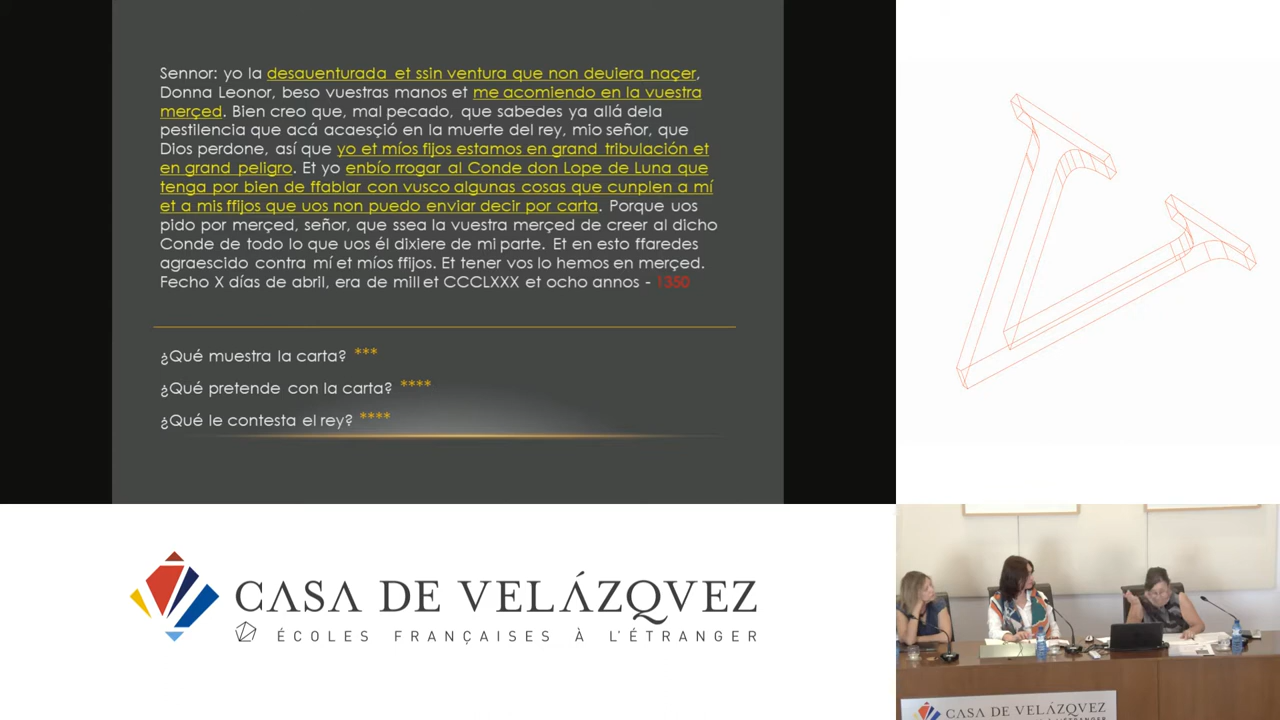 Sennor: yo la desauenturada et ssin ventura que non deuiera naçer,
Donna Leonor, beso vuestras manos et me acomiendo en la vuestra
merçed. Bien creo que, mal pecado, que sabedes ya allá dela
pestilencia que acá acaesçió en la muerte del rey, mio señor, que
Dios perdone, así que yo et míos fijos estamos en grand tribulación et
en grand peligro. Et yo enbío rrogar al Conde don Lope de Luna que
tenga por bien de ffablar con vusco algunas cosas que cunplen a mí
et a mis ffijos que uos non puedo enviar decir por carta. Porque uos
pido por merçed, señor, que ssea la vuestra merçed de creer al dicho
Conde de todo lo que uos él dixiere de mi parte. Et en esto ffaredes
agraescido contra mí et míos ffijos. Et tener vos lo hemos en merçed.
Fecho X días de abril, era de mill et CCCLXXX et ocho annos - 1350
¿Qué muestra la carta? ***
¿Qué pretende con la carta? ****
¿Qué le contesta el rey? ****
CASA DE VELÁZQVEZ
ÉCOLES FRANÇAISES À L'ÉTRANGER
CASA DE VELÁZQVEZ